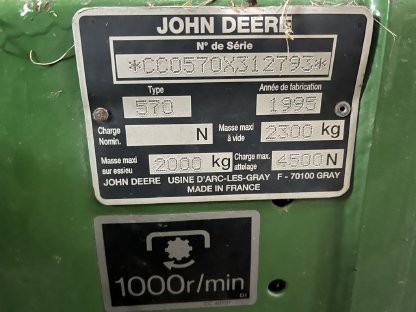 JOHN DEERE
N° de Série
*CC0570X312793*
Type
Année de fabrication
570
1995
Charge Nomin. N
Masse maxi à vide 2300 kg
Masse maxi sur essieu 2000 kg
Charge max. attelage 4500 N
JOHN DEERE USINE D'ARC-LES-GRAY F - 70100 GRAY
MADE IN FRANCE
1000r/min